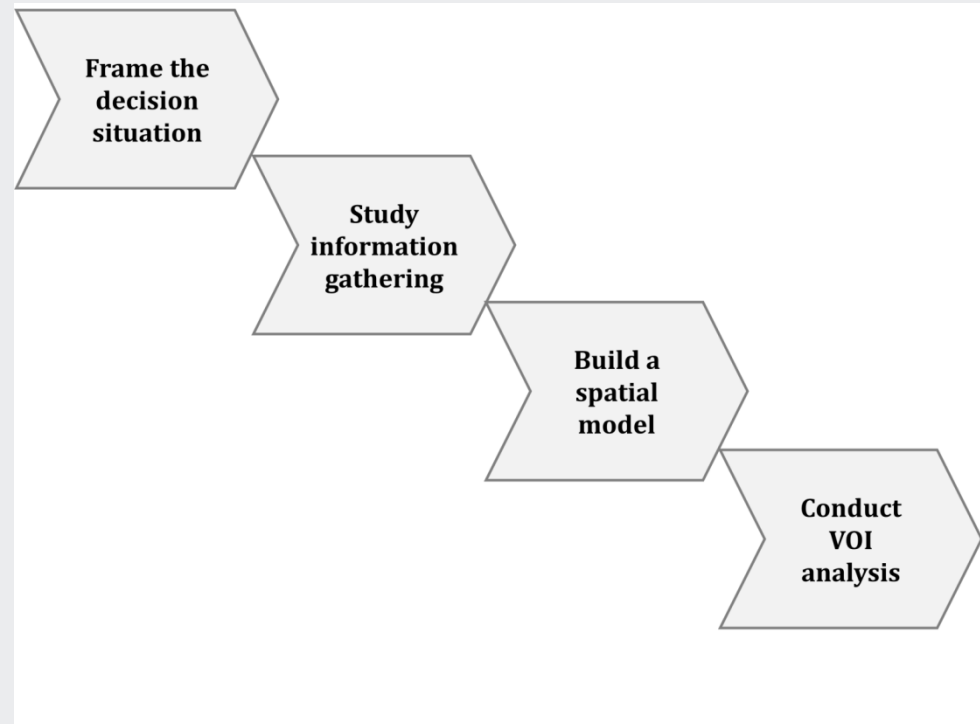 Frame the
decision
situation
Study
information
gathering
Build a
spatial
model
Conduct
VOI
analysis